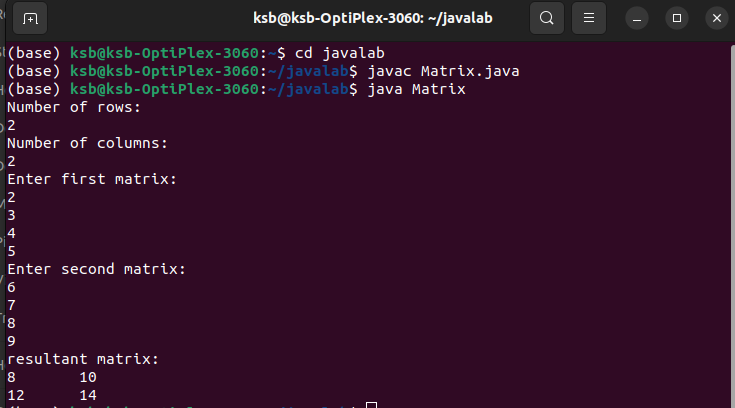 ksb@ksb-OptiPlex-3060: ~/javalab
(base) ksb@ksb-OptiPlex-3060:~$ cd javalab
(base) ksb@ksb-OptiPlex-3060:~/javalab$ javac Matrix.java
(base) ksb@ksb-OptiPlex-3060:~/javalab$ java Matrix
Number of rows:
2
Number of columns:
2
Enter first matrix:
2
3
4
5
Enter second matrix:
6
7
8
9
resultant matrix:
8 10
12 14